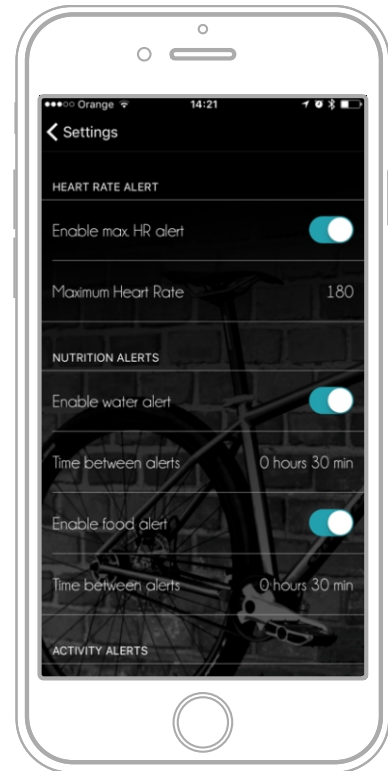 Orange 14:21
Settings
HEART RATE ALERT
Enable max. HR alert
Maximum Heart Rate 180
NUTRITION ALERTS
Enable water alert
Time between alerts 0 hours 30 min
Enable food alert
Time between alerts 0 hours 30 min
ACTIVITY ALERTS